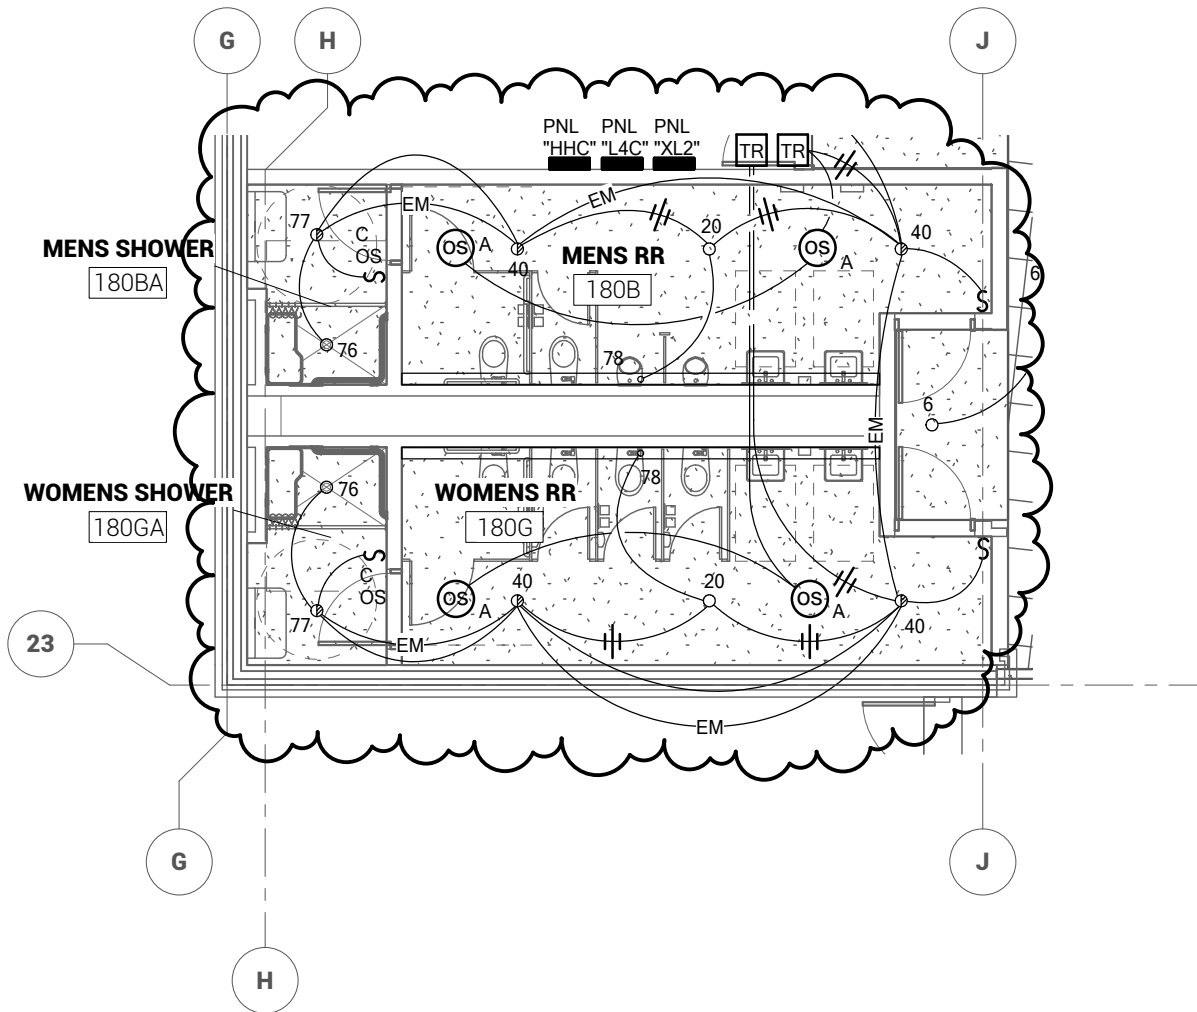 G
H
J
PNL PNL PNL
"HHC" "L4C" "XL2"
TR TR
EM
EM
77
20
40
C
OS
S
OS
A
OS
A
MENS SHOWER
180BA
40
MENS RR
180B
6
S
76
78
6
EM
WOMENS SHOWER
180GA
76
WOMENS RR
180G
78
S
S
C
OS
40
20
OS
A
OS
A
77
40
EM
23
EM
G
J
H